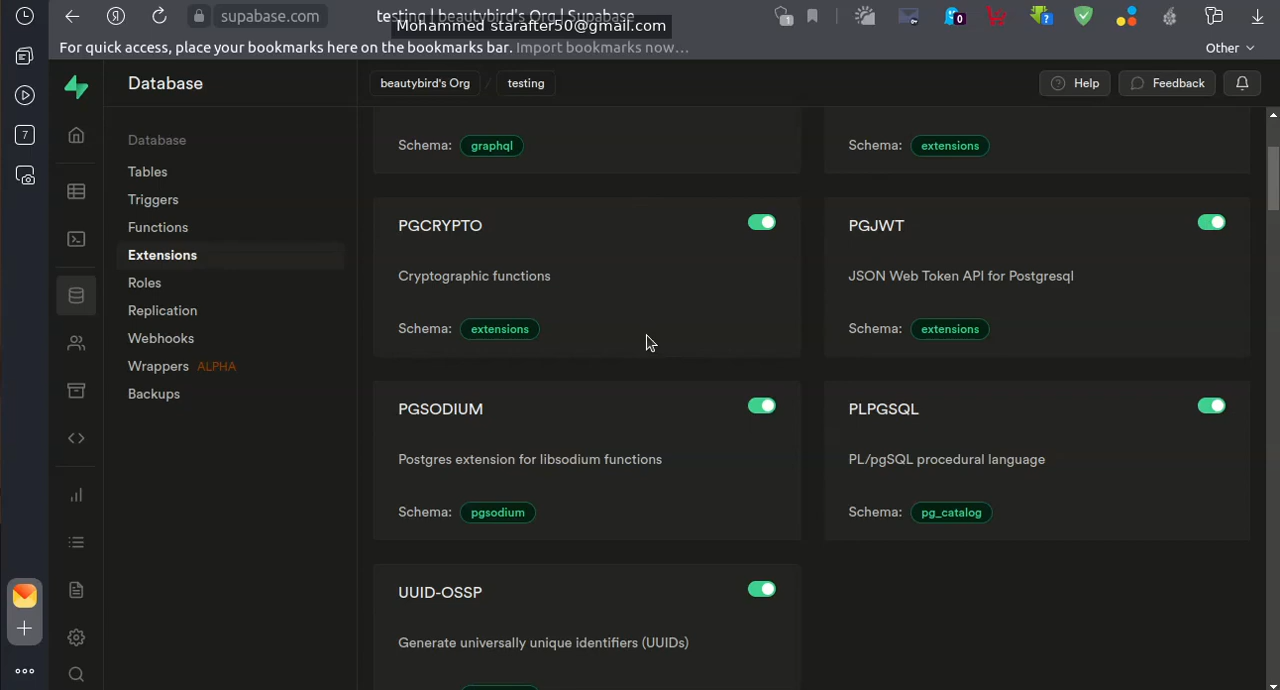 supabase.com
testing | beautybird's Org | Supabase
Mohammed starafter50@gmail.com
For quick access, place your bookmarks here on the bookmarks bar. Import bookmarks now…
Other
Database
beautybird's Org / testing
Help
Feedback
7
1
0
?
Database
Tables
Triggers
Functions
Extensions
Roles
Replication
Webhooks
Wrappers ALPHA
Backups
Schema: graphql
Schema: extensions
PGCRYPTO
Cryptographic functions
Schema: extensions
PGJWT
JSON Web Token API for Postgresql
Schema: extensions
PGSODIUM
Postgres extension for libsodium functions
Schema: pgsodium
PLPGSQL
PL/pgSQL procedural language
Schema: pg_catalog
UUID-OSSP
Generate universally unique identifiers (UUIDs)